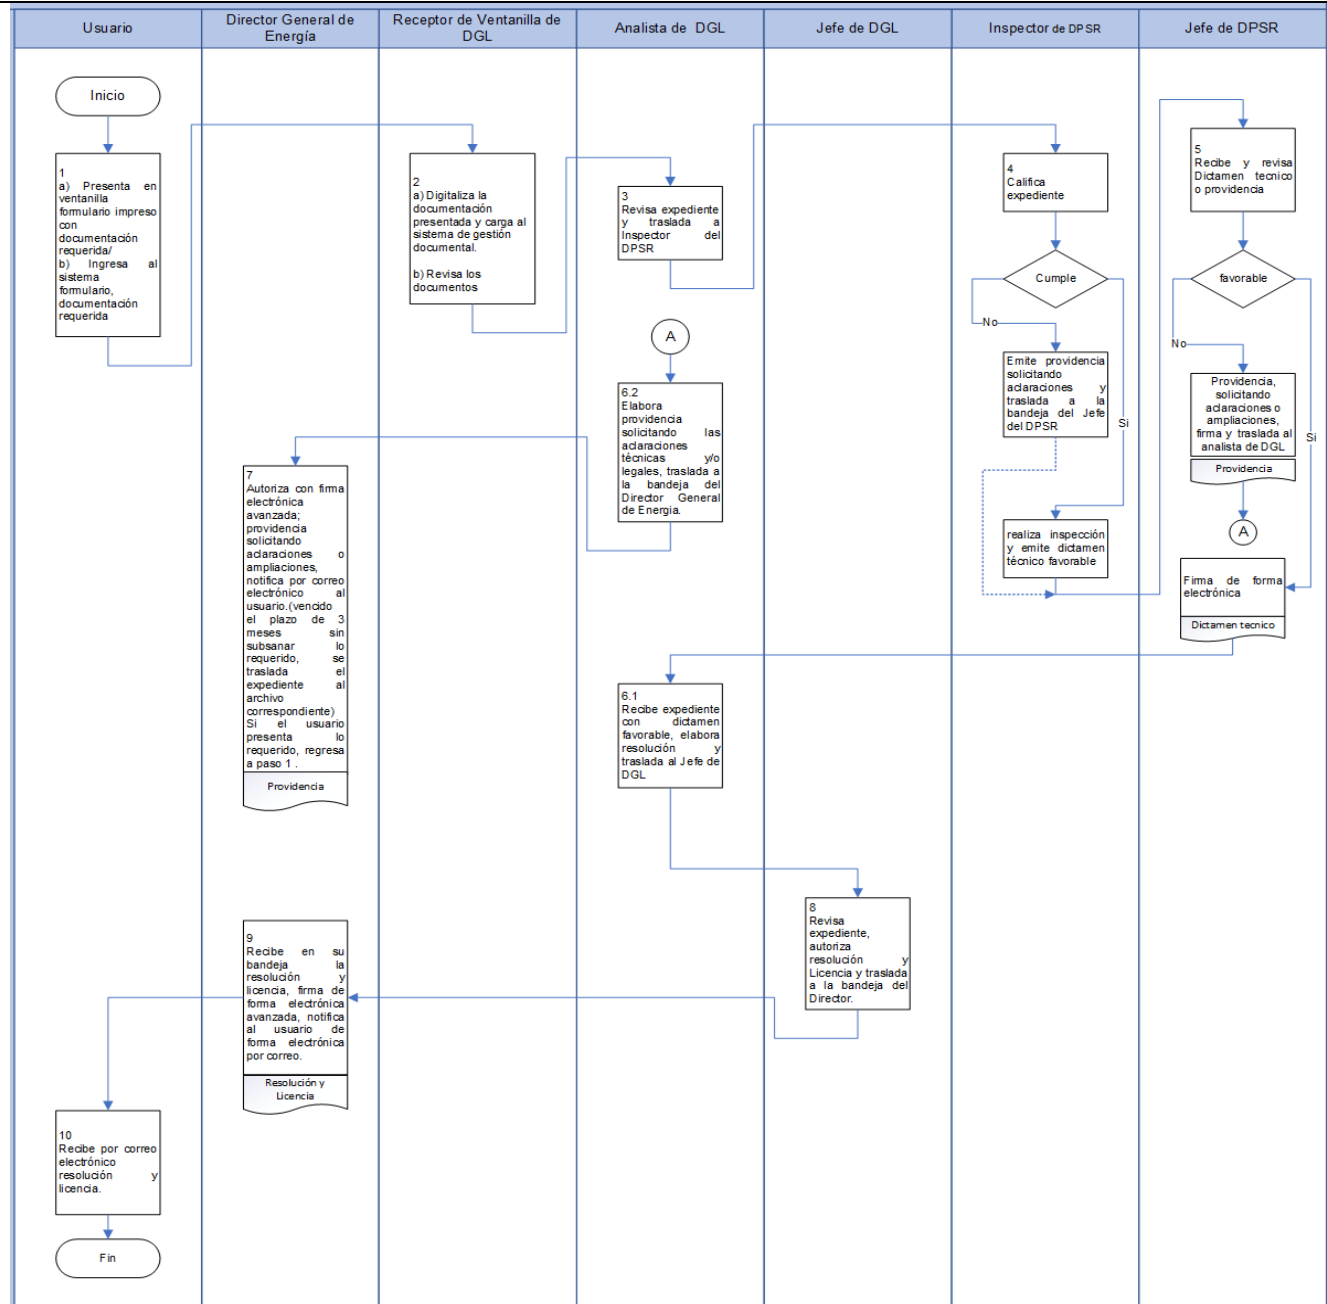 Usuario
Director General de
Energía
Receptor de Ventanilla de
DGL
Analista de DGL
Jefe de DGL
Inspector de DPSR
Jefe de DPSR
Inicio
1
a) Presenta en
ventanilla
formulario impreso
con
documentación
requerida/
b) Ingresa al
sistema
formulario,
documentación
requerida
2
a) Digitaliza la
documentación
presentada y carga al
sistema de gestión
documental.
b) Revisa los
documentos
3
Revisa expediente
y traslada a
Inspector del
DPSR
4
Califica
expediente
Cumple
No
Si
Emite providencia
solicitando
aclaraciones y
traslada a la
bandeja del Jefe
del DPSR
realiza inspección
y emite dictamen
técnico favorable
5
Recibe y revisa
Dictamen tecnico
o providencia
favorable
No
Si
Providencia,
solicitando
aclaraciones o
ampliaciones,
firma y traslada al
analista de DGL
Providencia
A
Firma de forma
electrónica
Dictamen tecnico
A
6.2
Elabora
providencia
solicitando las
aclaraciones
técnicas y/o
legales, traslada a
la bandeja del
Director General
de Energia.
7
Autoriza con firma
electrónica
avanzada;
providencia
solicitando
aclaraciones o
ampliaciones,
notifica por correo
electrónico al
usuario.(vencido
el plazo de 3
meses sin
subsanar lo
requerido, se
traslada el
expediente al
archivo
correspondiente)
Si el usuario
presenta lo
requerido, regresa
a paso 1 .
Providencia
6.1
Recibe expediente
con dictamen
favorable, elabora
resolución y
traslada al Jefe de
DGL
8
Revisa
expediente,
autoriza
resolución y
Licencia y traslada
a la bandeja del
Director.
9
Recibe en su
bandeja la
resolución y
licencia, firma de
forma electrónica
avanzada, notifica
al usuario de
forma electrónica
por correo.
Resolución y
Licencia
10
Recibe por correo
electrónico
resolución y
licencia.
Fin